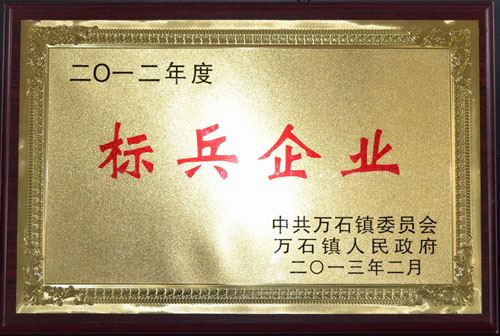 二〇一二年度
标兵企业
中共万石镇委员会
万石镇人民政府
二〇一三年二月